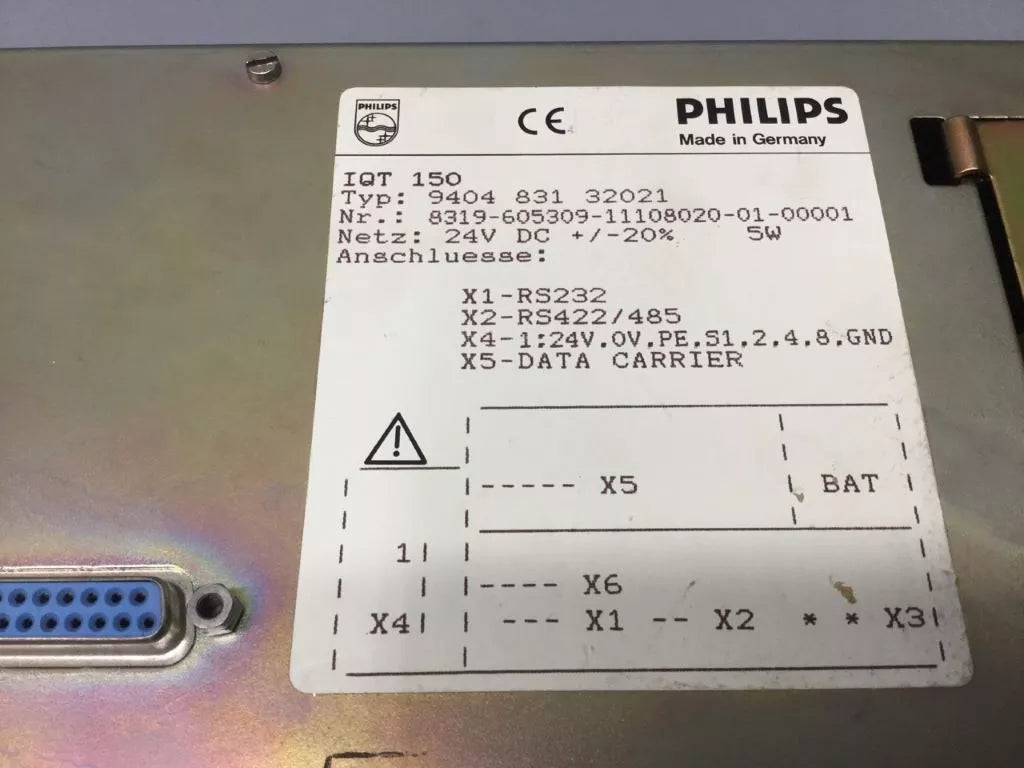 PHILIPS
CE
PHILIPS
Made in Germany
IQT 150
Typ: 9404 831 32021
Nr.: 8319-605309-11108020-01-00001
Netz: 24V DC +/-20% 5W
Anschluesse:
X1-RS232
X2-RS422/485
X4-1:24V,0V,PE,S1,2,4,8,GND
X5-DATA CARRIER
----- X5 BAT
1
---- X6
X4 --- X1 -- X2 * * X3